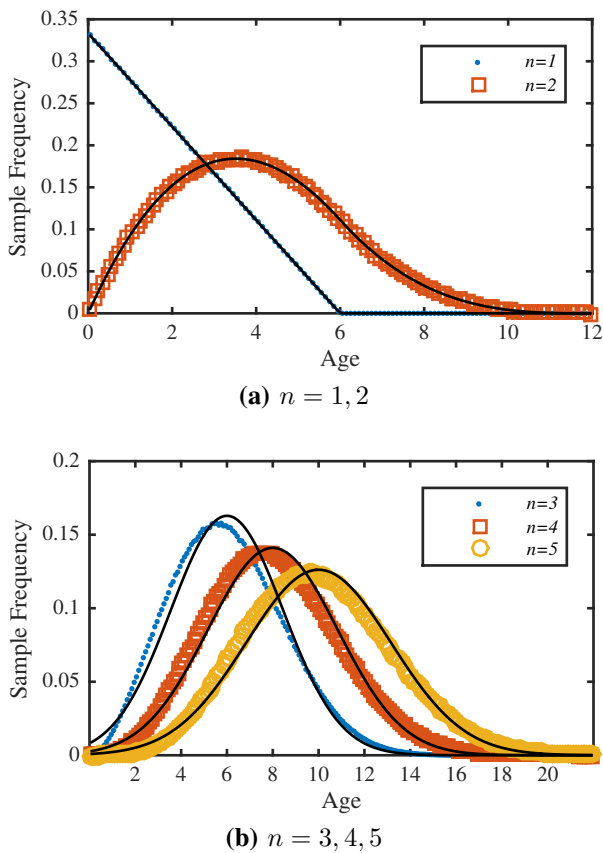 0.35
0.3
0.25
0.2
0.15
0.1
0.05
0
Sample Frequency
n=1
n=2
0 2 4 6 8 10 12
Age
(a) n = 1, 2
0.2
0.15
0.1
0.05
0
Sample Frequency
n=3
n=4
n=5
2 4 6 8 10 12 14 16 18 20
Age
(b) n = 3, 4, 5